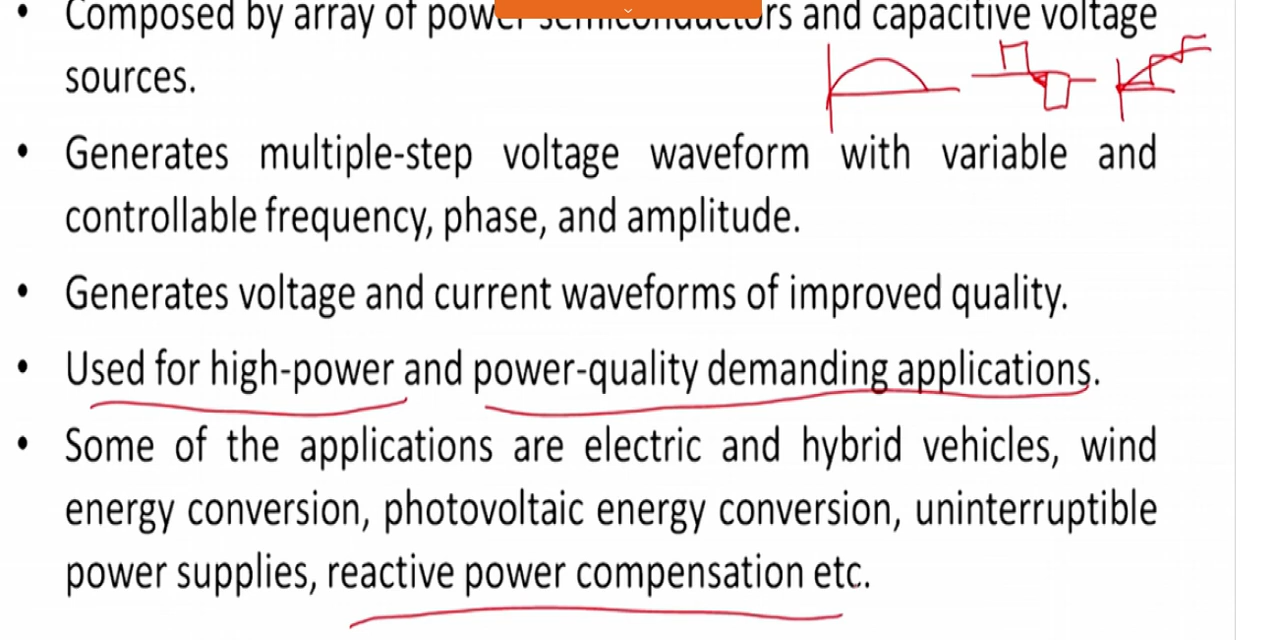 • Composed by array of power semiconductors and capacitive voltage
sources.
• Generates multiple-step voltage waveform with variable and
controllable frequency, phase, and amplitude.
• Generates voltage and current waveforms of improved quality.
• Used for high-power and power-quality demanding applications.
• Some of the applications are electric and hybrid vehicles, wind
energy conversion, photovoltaic energy conversion, uninterruptible
power supplies, reactive power compensation etc.